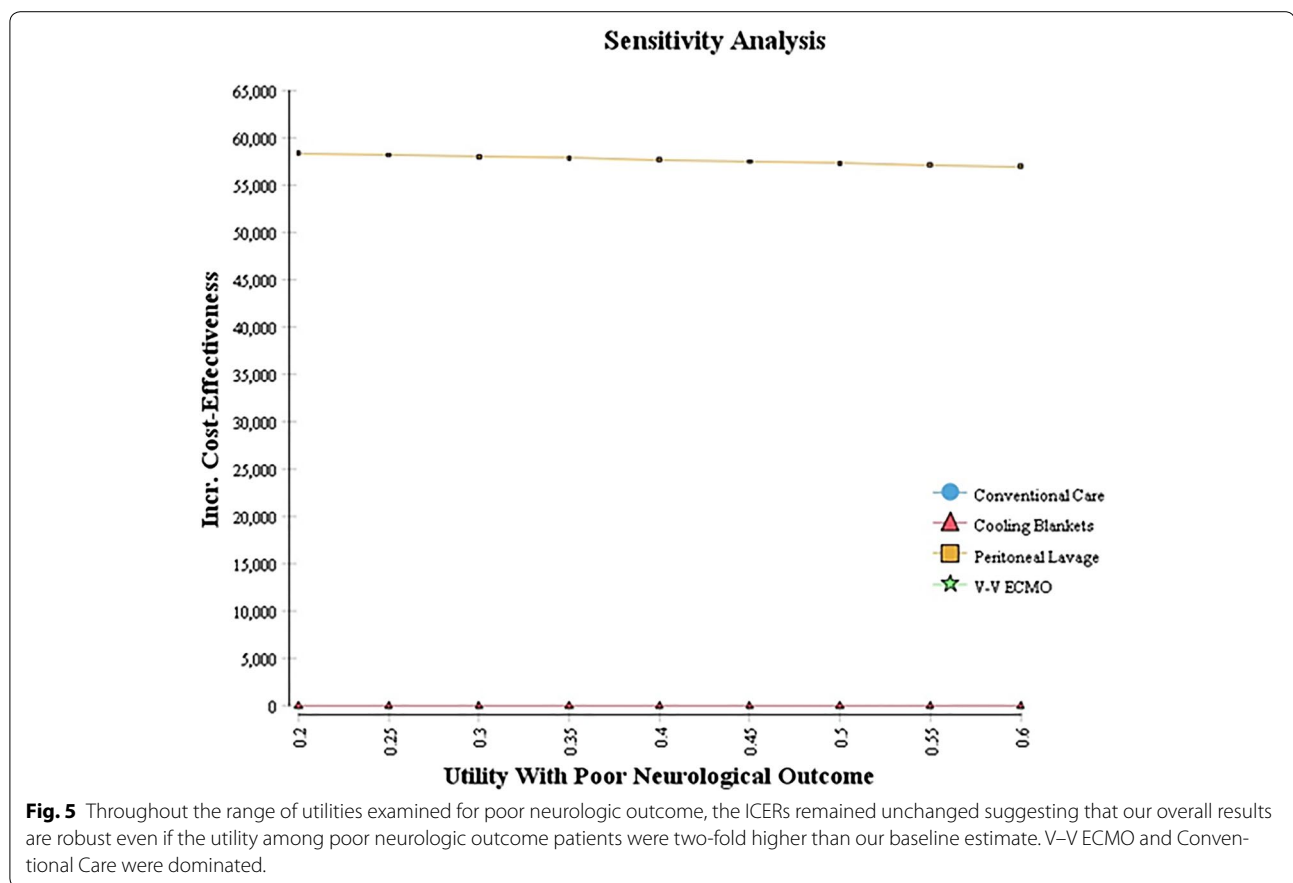 Sensitivity Analysis
65,000
60,000
55,000
50,000
45,000
40,000
35,000
30,000
25,000
20,000
15,000
10,000
5,000
0
Incr. Cost-Effectiveness
Conventional Care
Cooling Blankets
Peritoneal Lavage
V-V ECMO
0.2
0.25
0.3
0.35
0.4
0.45
0.5
0.55
0.6
Utility With Poor Neurological Outcome
Fig. 5 Throughout the range of utilities examined for poor neurologic outcome, the ICERs remained unchanged suggesting that our overall results
are robust even if the utility among poor neurologic outcome patients were two-fold higher than our baseline estimate. V–V ECMO and Conven-
tional Care were dominated.